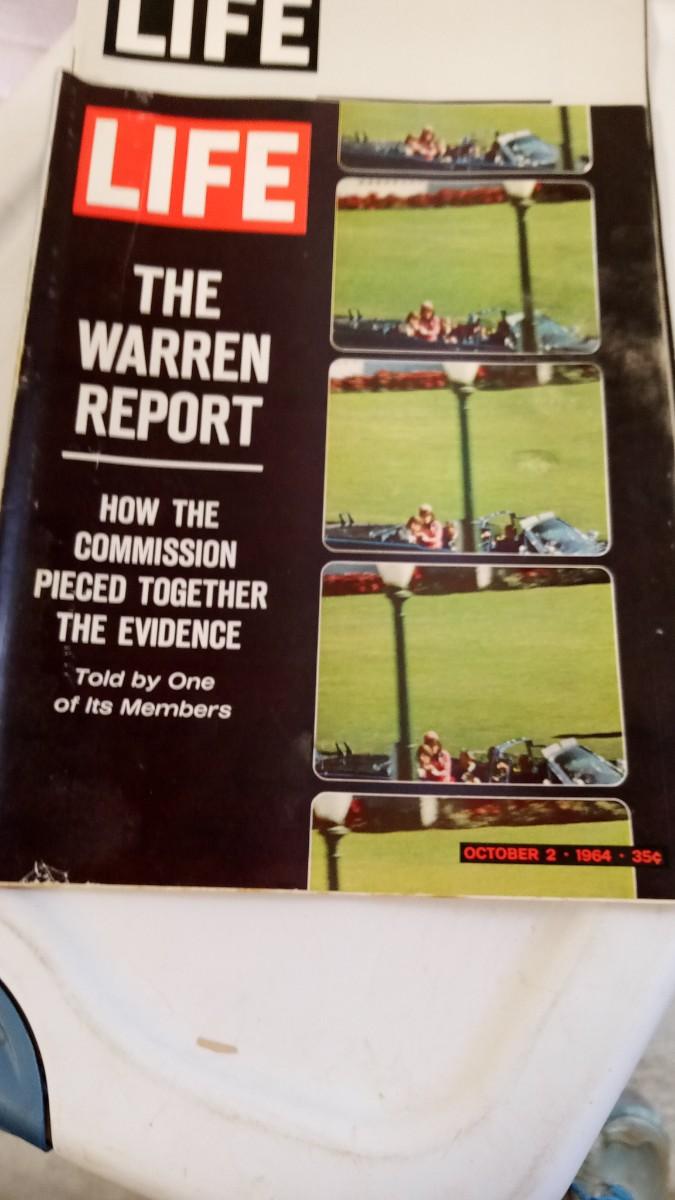 LIFE
LIFE
THE
WARREN
REPORT
HOW THE
COMMISSION
PIECED TOGETHER
THE EVIDENCE
Told by One
of Its Members
OCTOBER 2 · 1964 · 35¢